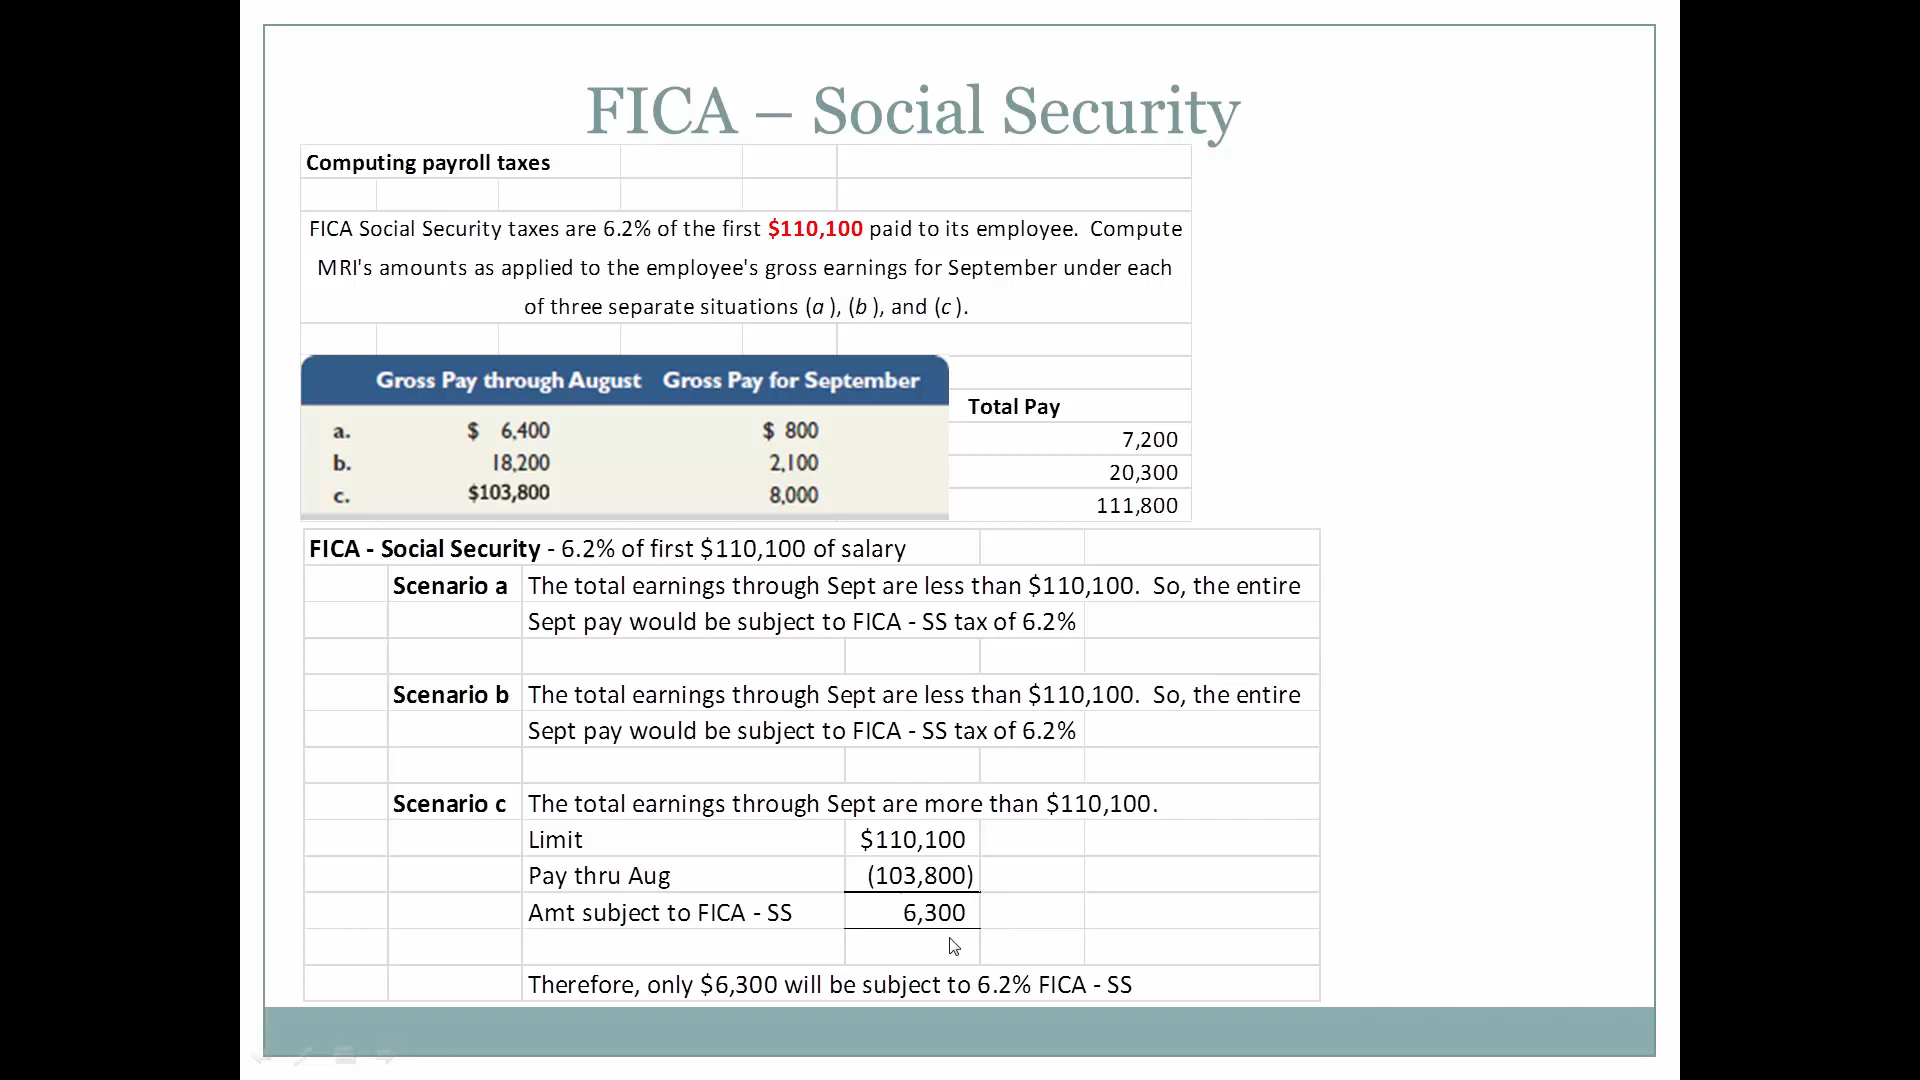 FICA – Social Security
Computing payroll taxes
FICA Social Security taxes are 6.2% of the first $110,100 paid to its employee. Compute
MRI's amounts as applied to the employee's gross earnings for September under each
of three separate situations (a ), (b ), and (c ).
Gross Pay through August Gross Pay for September
Total Pay
a. $ 6,400 $ 800 7,200
b. 18,200 2,100 20,300
c. $103,800 8,000 111,800
FICA - Social Security - 6.2% of first $110,100 of salary
Scenario a The total earnings through Sept are less than $110,100. So, the entire
Sept pay would be subject to FICA - SS tax of 6.2%
Scenario b The total earnings through Sept are less than $110,100. So, the entire
Sept pay would be subject to FICA - SS tax of 6.2%
Scenario c The total earnings through Sept are more than $110,100.
Limit $110,100
Pay thru Aug (103,800)
Amt subject to FICA - SS 6,300
Therefore, only $6,300 will be subject to 6.2% FICA - SS